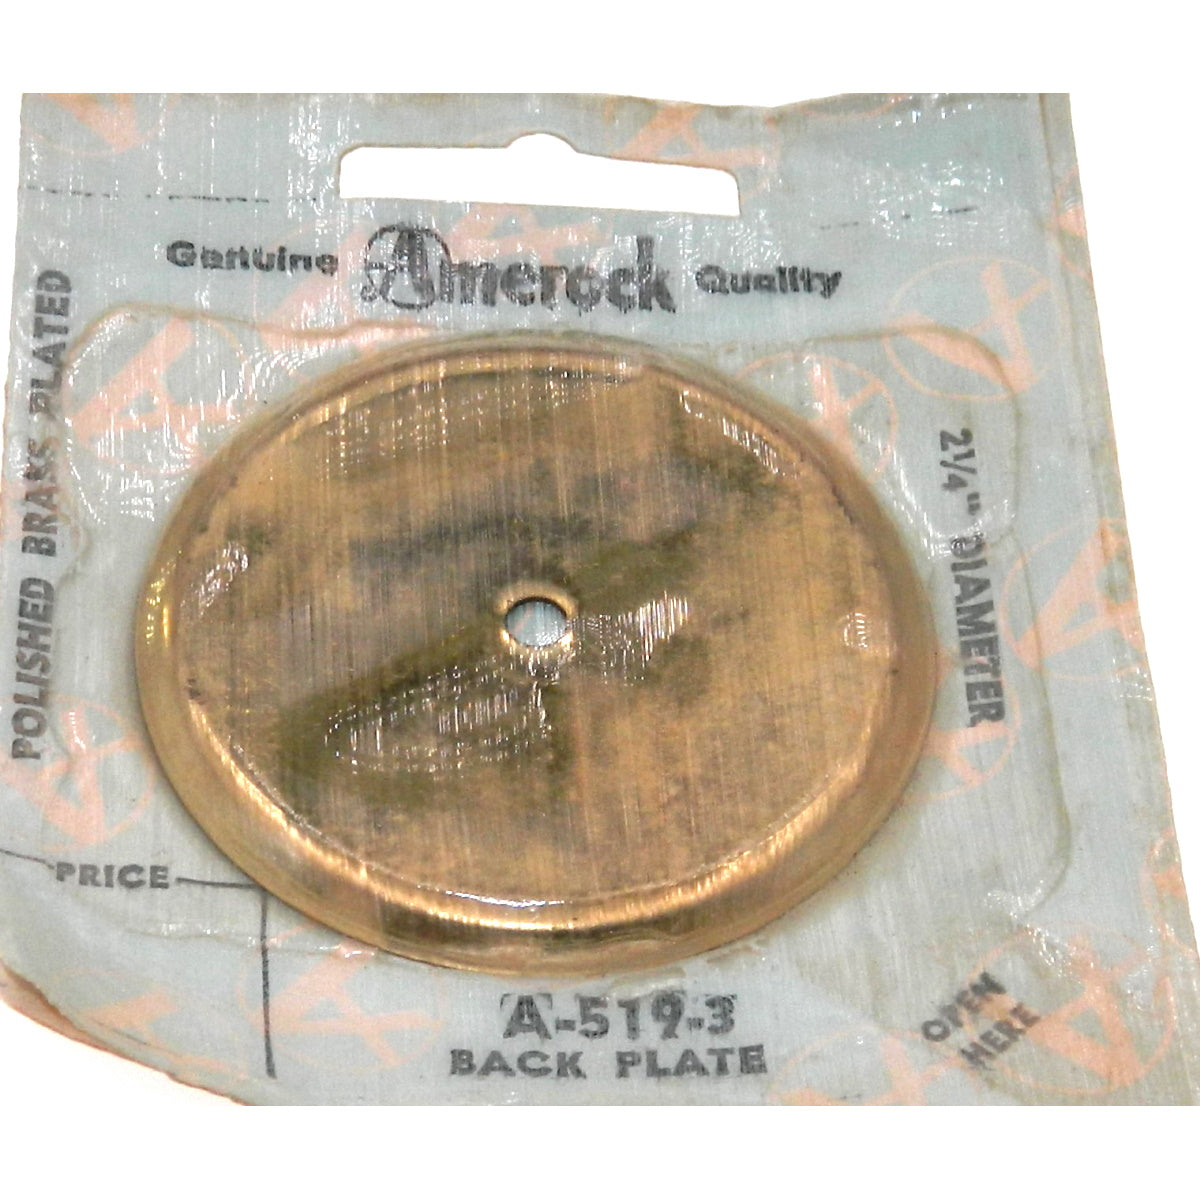 Genuine Amerock Quality
POLISHED BRASS PLATED
2 1/4" DIAMETER
PRICE
A-519-3
BACK PLATE
OPEN
HERE